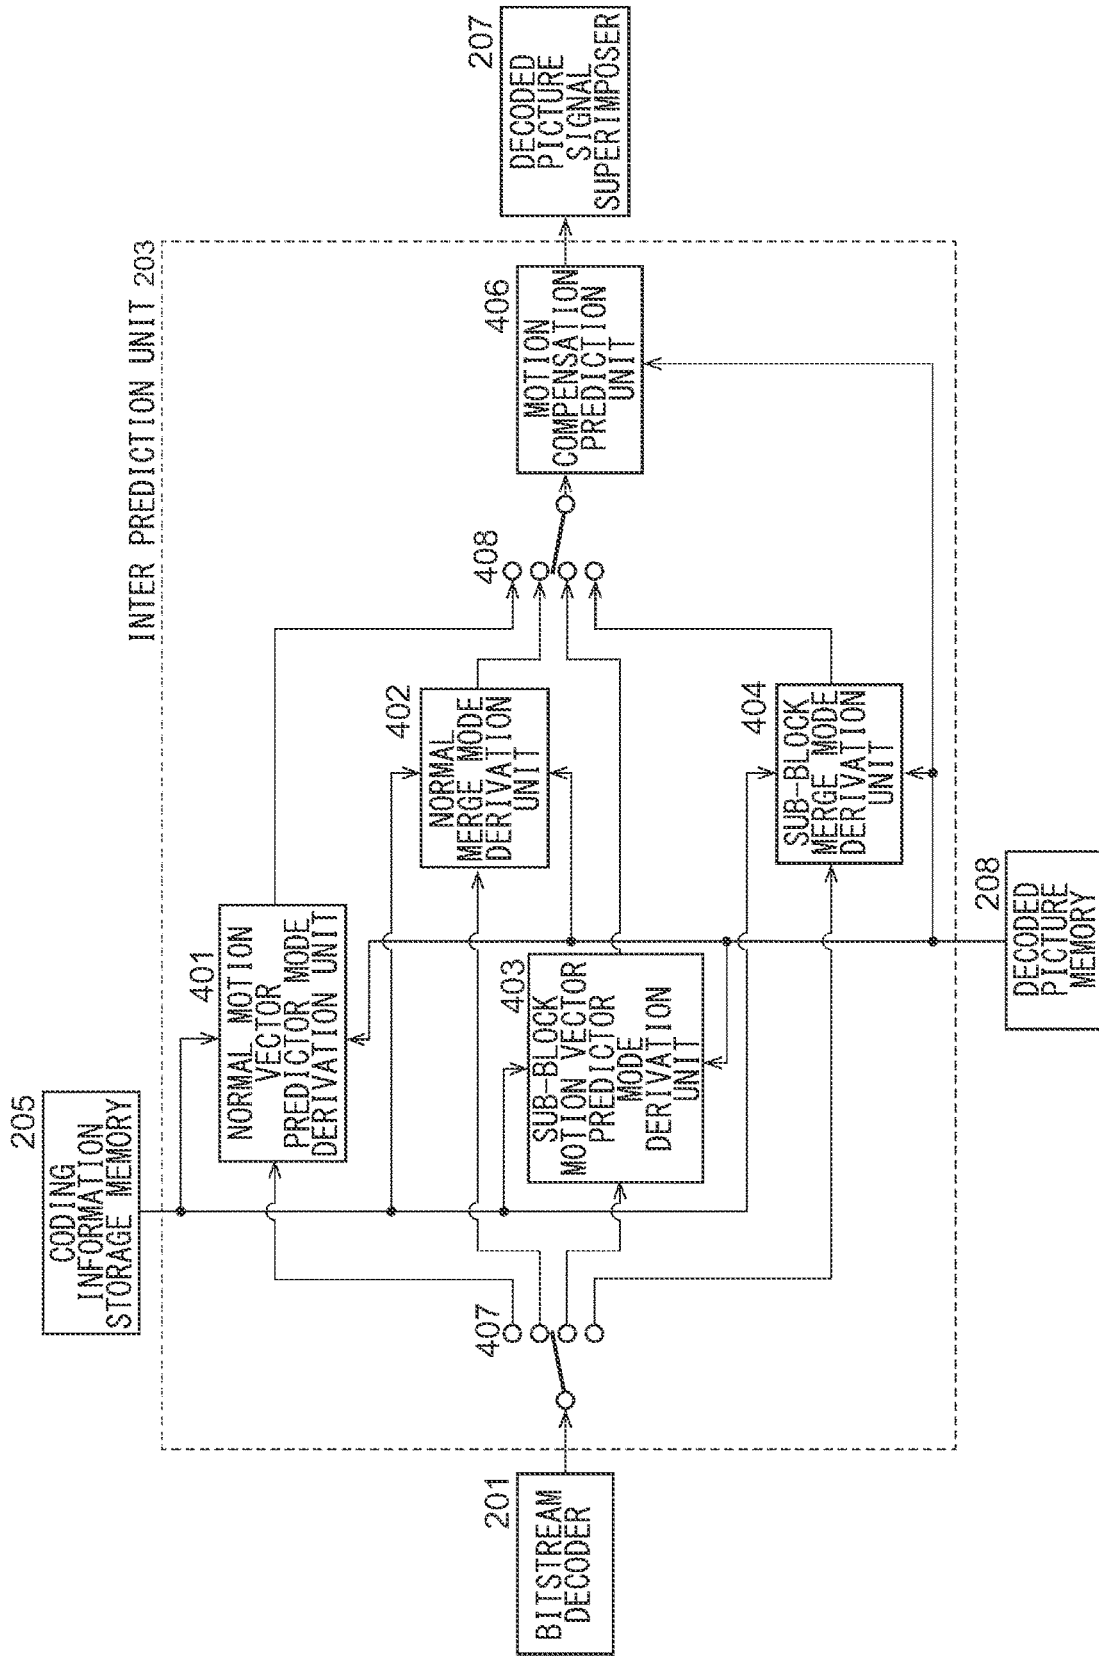 INTER PREDICTION UNIT 203
205
CODING
INFORMATION
STORAGE MEMORY
401
NORMAL MOTION
VECTOR
PREDICTOR MODE
DERIVATION UNIT
402
NORMAL
MERGE MODE
DERIVATION
UNIT
201
BITSTREAM
DECODER
407
403
SUB-BLOCK
MOTION VECTOR
PREDICTOR
MODE
DERIVATION
UNIT
408
406
MOTION
COMPENSATION
PREDICTION
UNIT
207
DECODED
PICTURE
SIGNAL
SUPERIMPOSER
404
SUB-BLOCK
MERGE MODE
DERIVATION
UNIT
208
DECODED
PICTURE
MEMORY